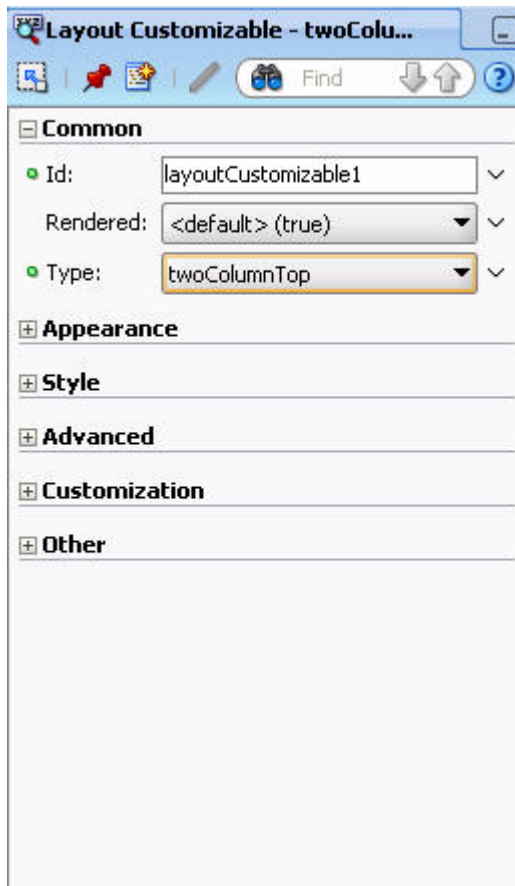 Layout Customizable - twoColu...
Find
Common
Id: layoutCustomizable1
Rendered: <default> (true)
Type: twoColumnTop
Appearance
Style
Advanced
Customization
Other